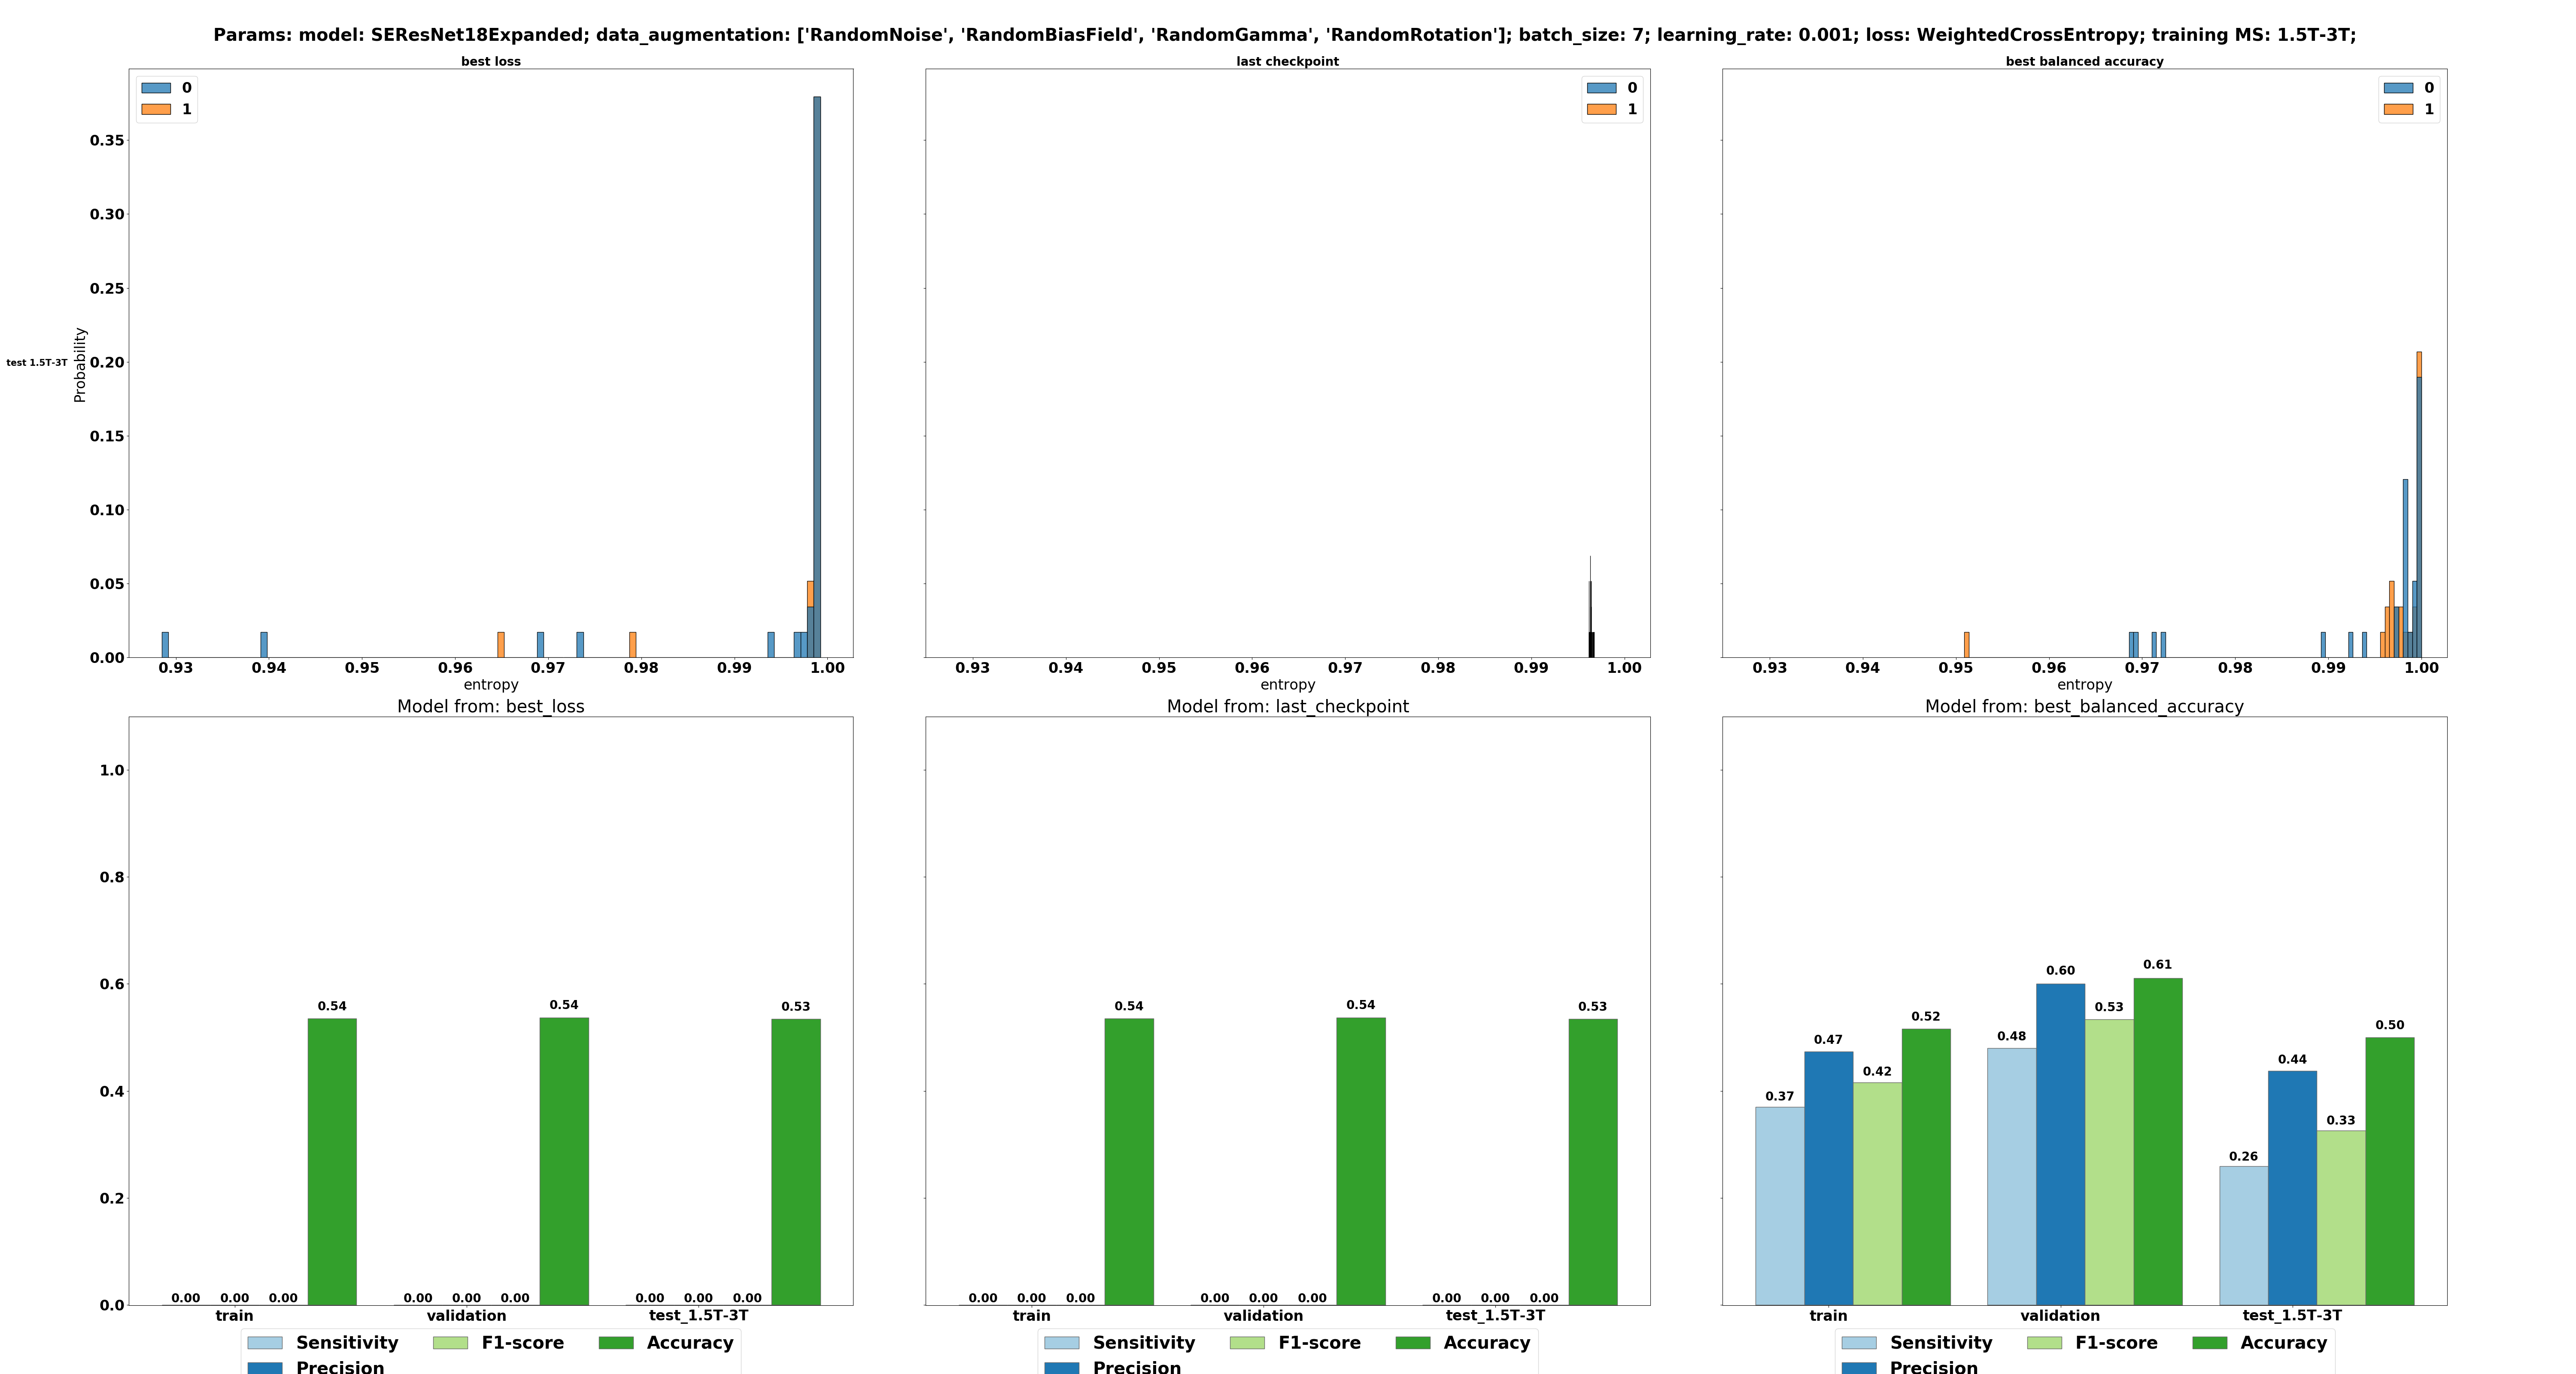 Params: model: SEResNet18Expanded; data_augmentation: ['RandomNoise', 'RandomBiasField', 'RandomGamma', 'RandomRotation']; batch_size: 7; learning_rate: 0.001; loss: WeightedCrossEntropy; training MS: 1.5T-3T;
best loss
last checkpoint
best balanced accuracy
0
1
0
1
0
1
0.35
0.30
0.25
0.20
0.15
0.10
0.05
0.00
test 1.5T-3T
Probability
0.93 0.94 0.95 0.96 0.97 0.98 0.99 1.00
0.93 0.94 0.95 0.96 0.97 0.98 0.99 1.00
0.93 0.94 0.95 0.96 0.97 0.98 0.99 1.00
entropy
entropy
entropy
Model from: best_loss
1.0
0.8
0.6
0.4
0.2
0.0
0.00 0.00 0.00 0.54
0.00 0.00 0.00 0.54
0.00 0.00 0.00 0.53
train validation test_1.5T-3T
Sensitivity F1-score Accuracy
Precision
Model from: last_checkpoint
0.00 0.00 0.00 0.54
0.00 0.00 0.00 0.54
0.00 0.00 0.00 0.53
train validation test_1.5T-3T
Sensitivity F1-score Accuracy
Precision
Model from: best_balanced_accuracy
0.37 0.47 0.42 0.52
0.48 0.60 0.53 0.61
0.26 0.44 0.33 0.50
train validation test_1.5T-3T
Sensitivity F1-score Accuracy
Precision